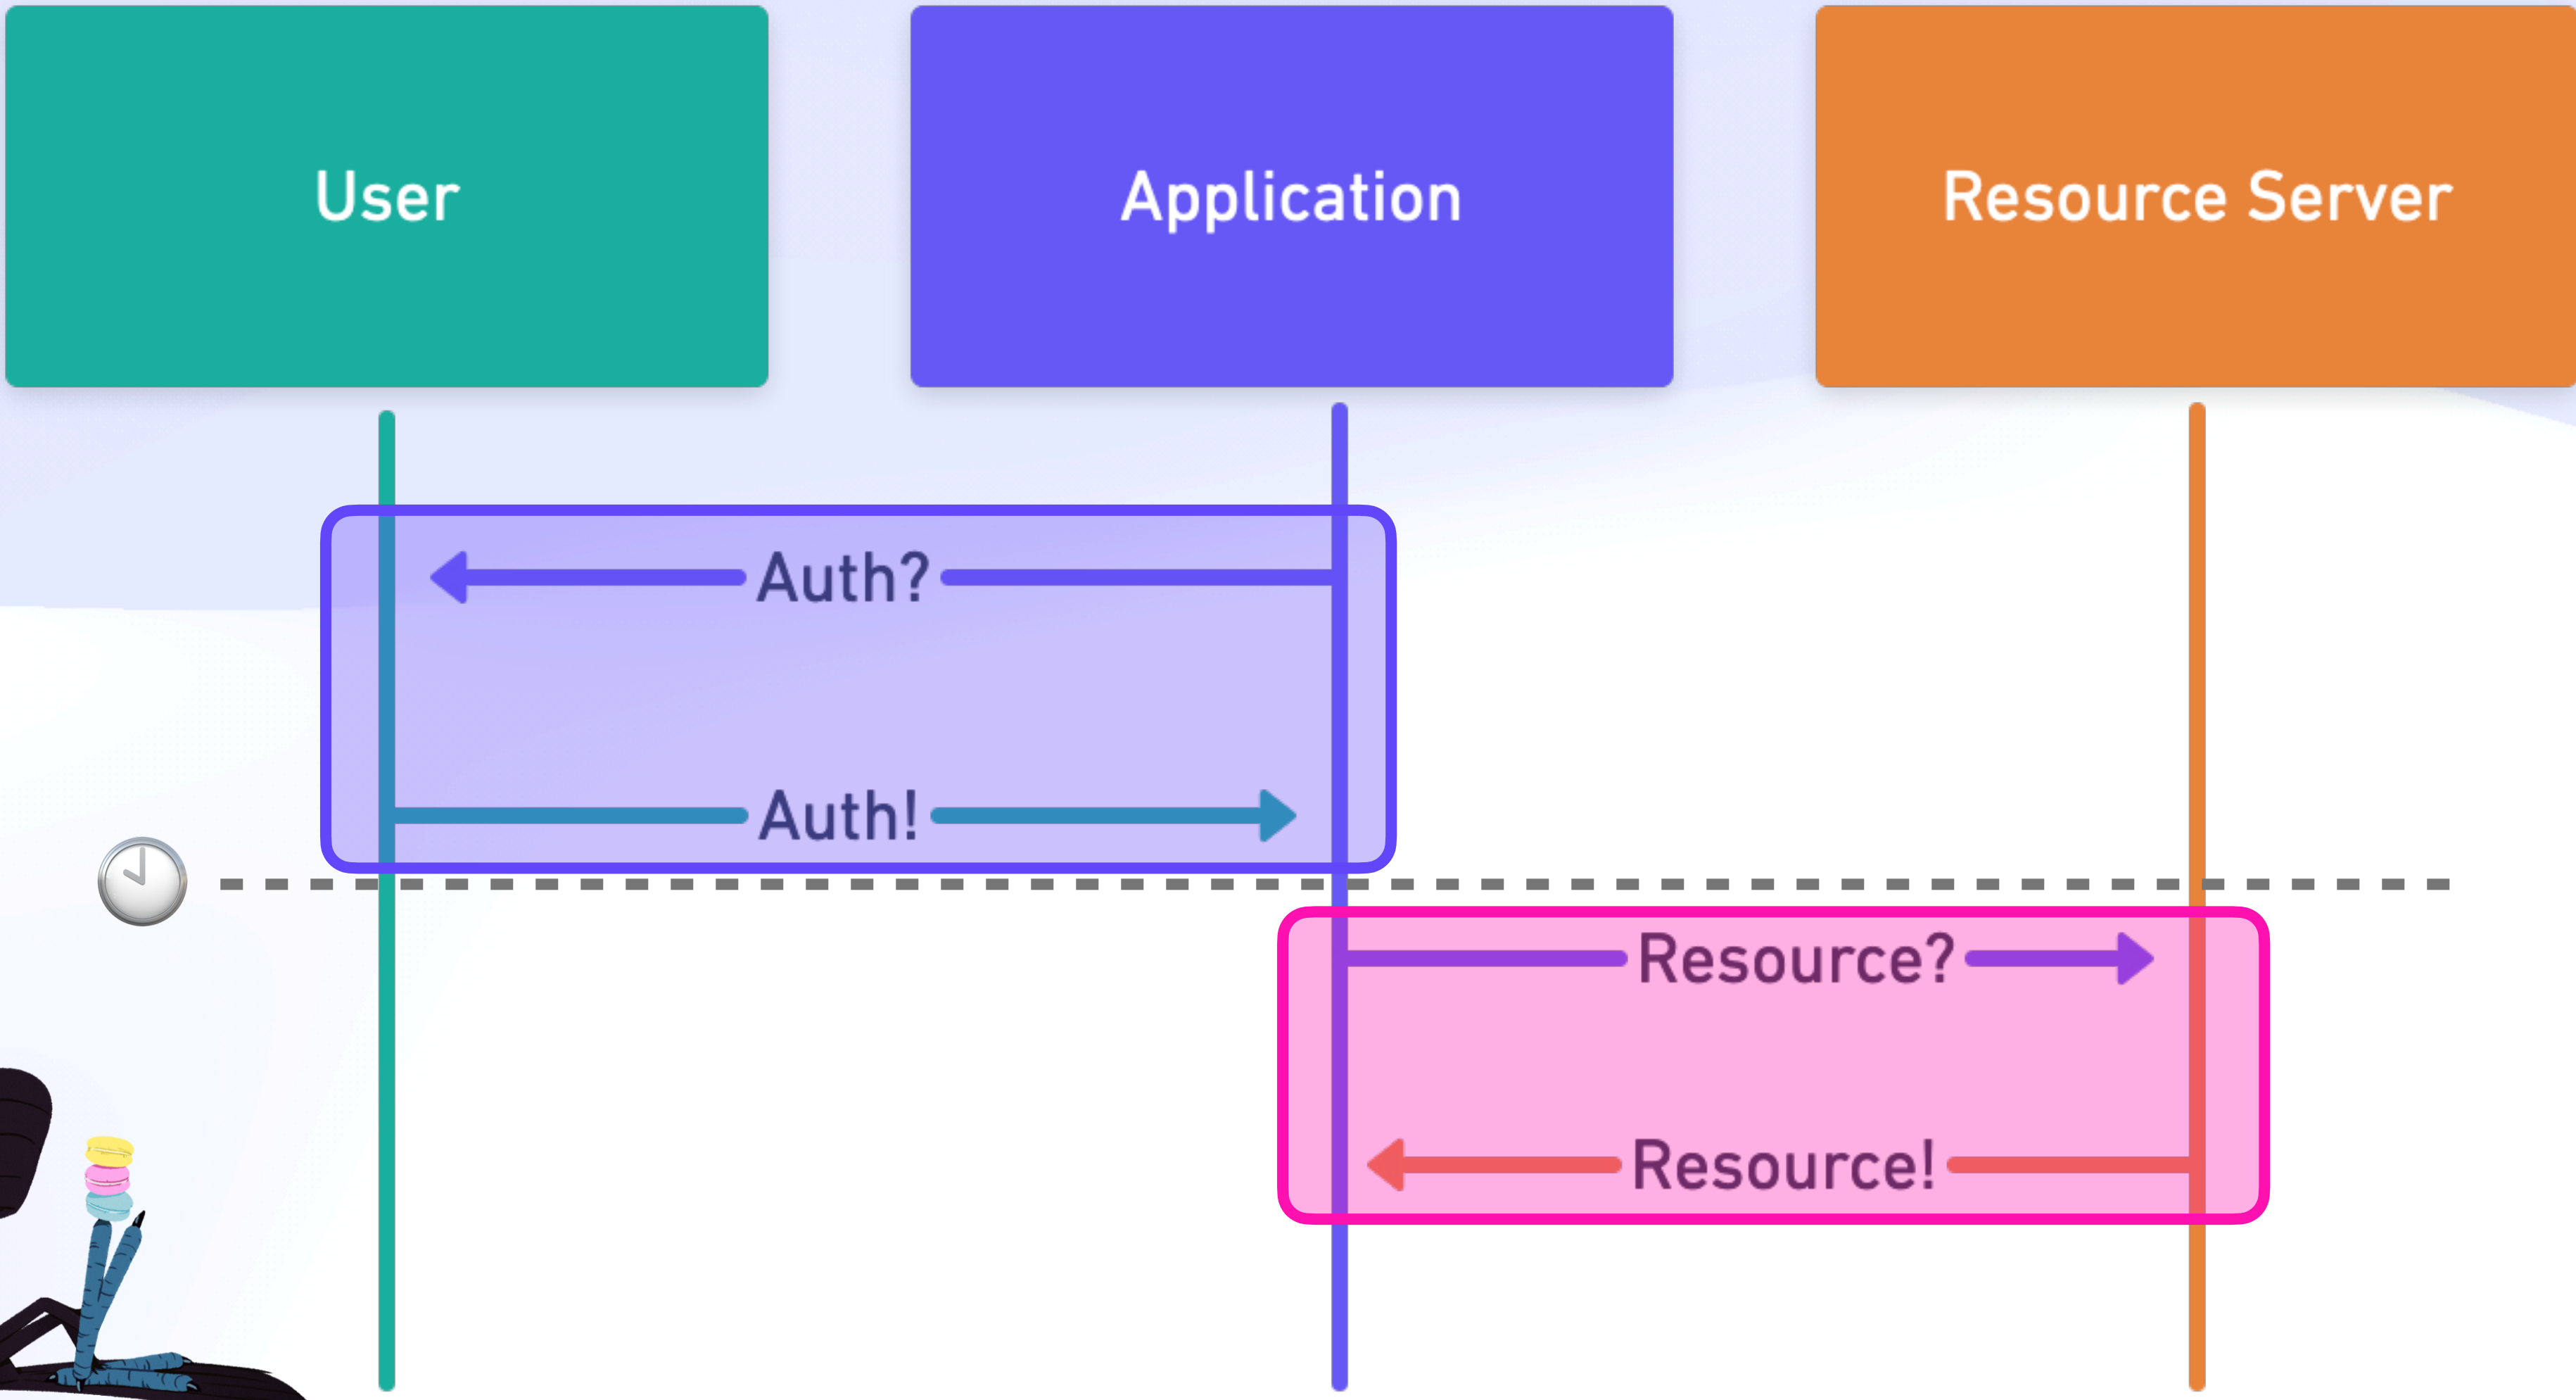 User
Application
Resource Server
Auth?
Auth!
Resource?
Resource!